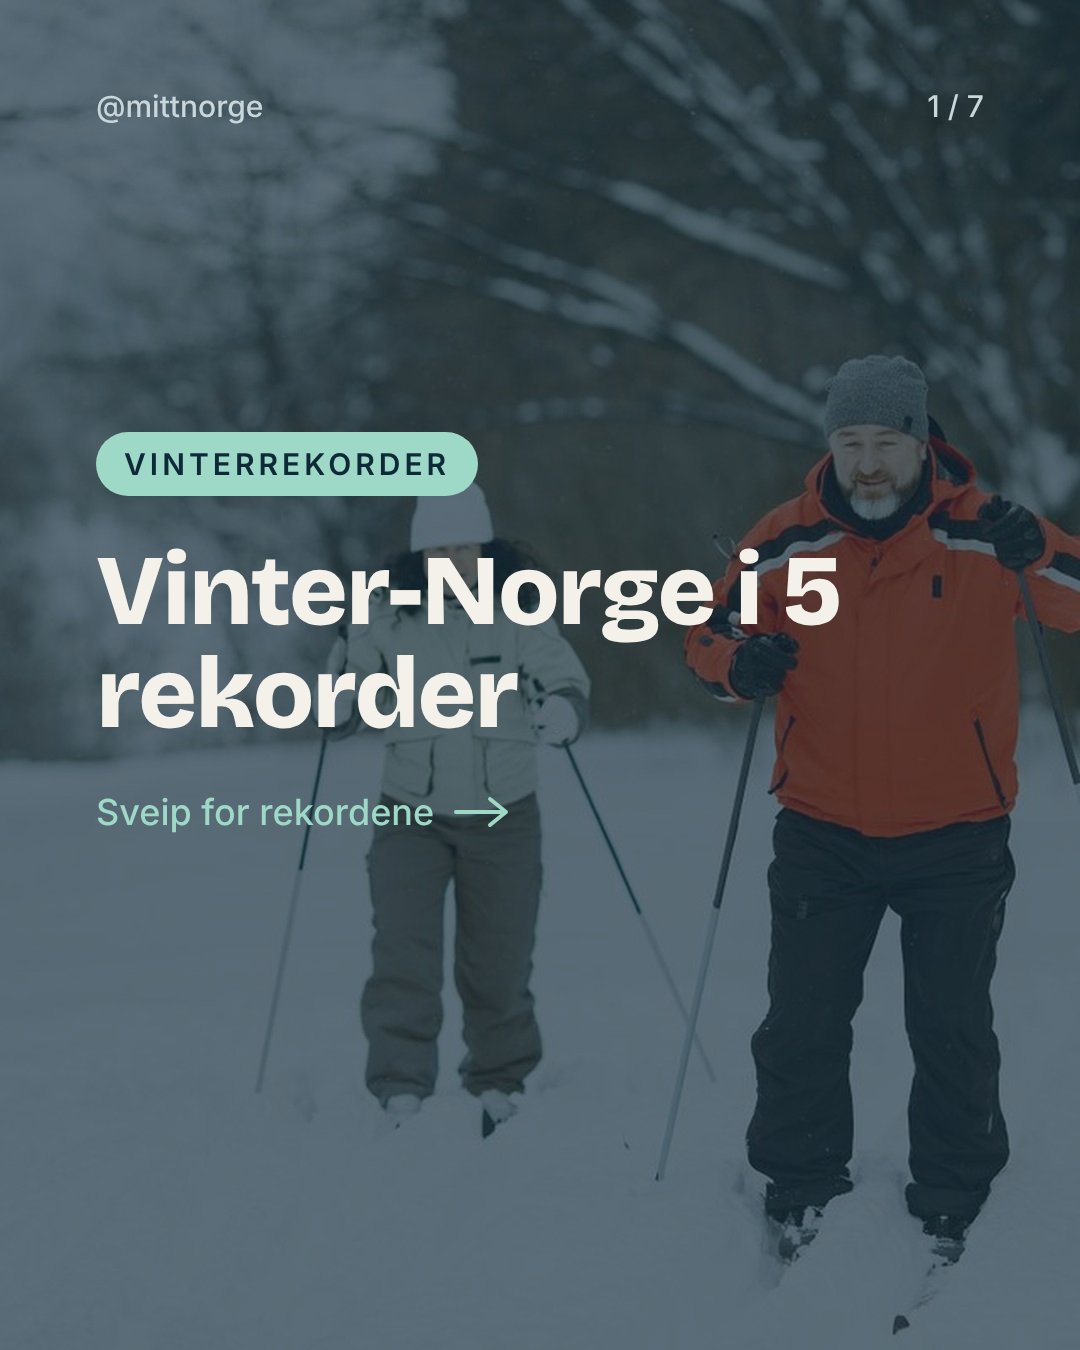 @mittnorge
1 / 7
VINTERREKORDER
Vinter-Norge i 5
rekorder
Sveip for rekordene →